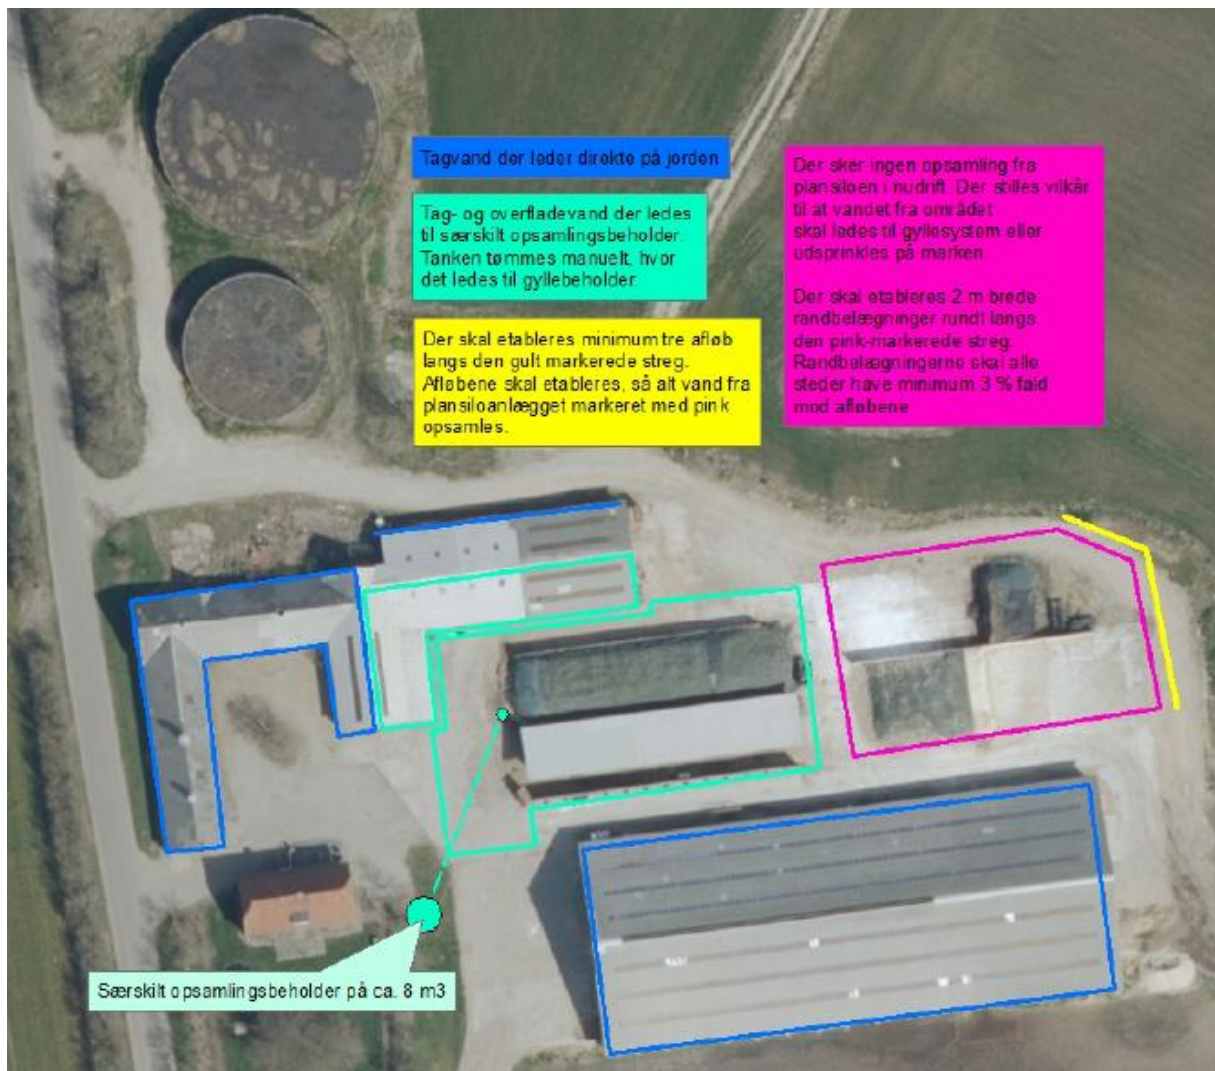 Tagvand der leder direkte på jorden
Tag- og overfladevand der ledes
til særskilt opsamlingsbeholder.
Tanken tømmes manuelt, hvor
det ledes til gyllebeholder
Der skal etableres minimum tre afløb
langs den gult markerede streg.
Afløbene skal etableres, så alt vand fra
plansiloanlægget markeret med pink
opsamles.
Der sker ingen opsamling fra
plansiloen i nudrift. Der stilles vilkår
til at vandet fra området
skal ledes til gyllesystem eller
udsprinkles på marken
Der skal etableres 2 m brede
randbelægninger rundt langs
den pink-markerede streg.
Randbelægningerne skal alle
steder have minimum 3 % fald
mod afløbene
Særskilt opsamlingsbeholder på ca. 8 m3